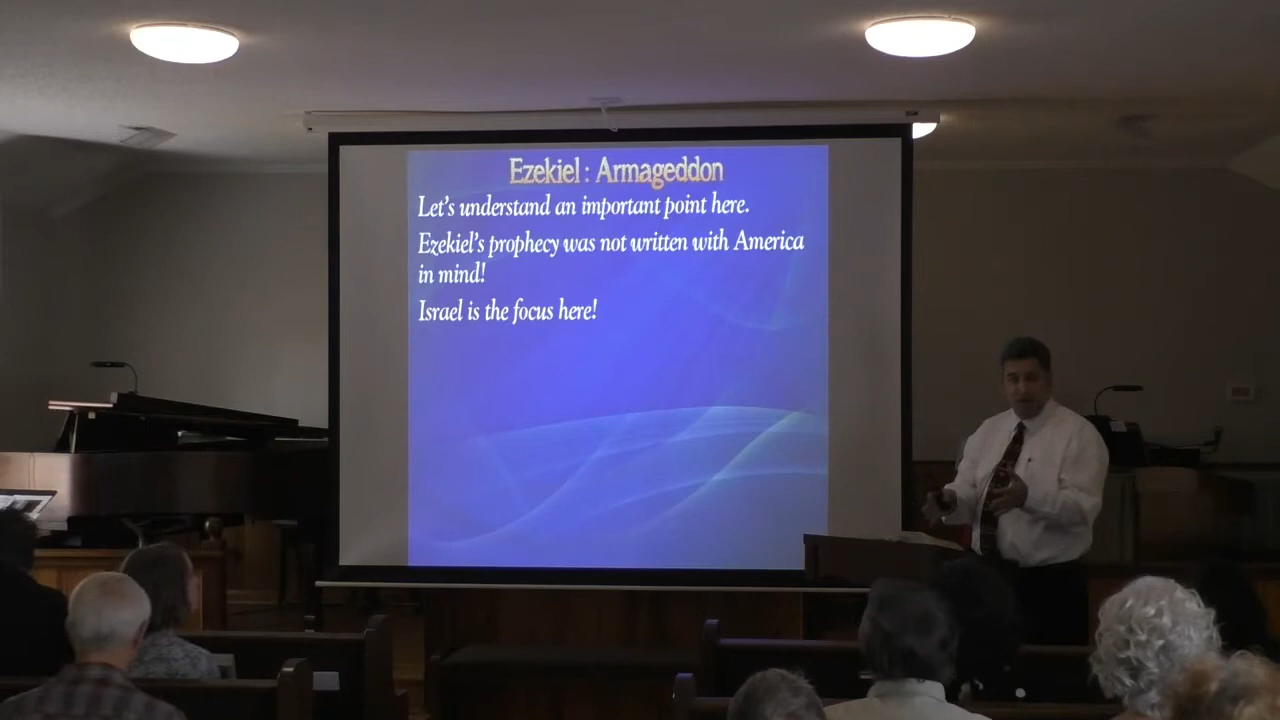 Ezekiel : Armageddon
Let's understand an important point here.
Ezekiel's prophecy was not written with America
in mind!
Israel is the focus here!